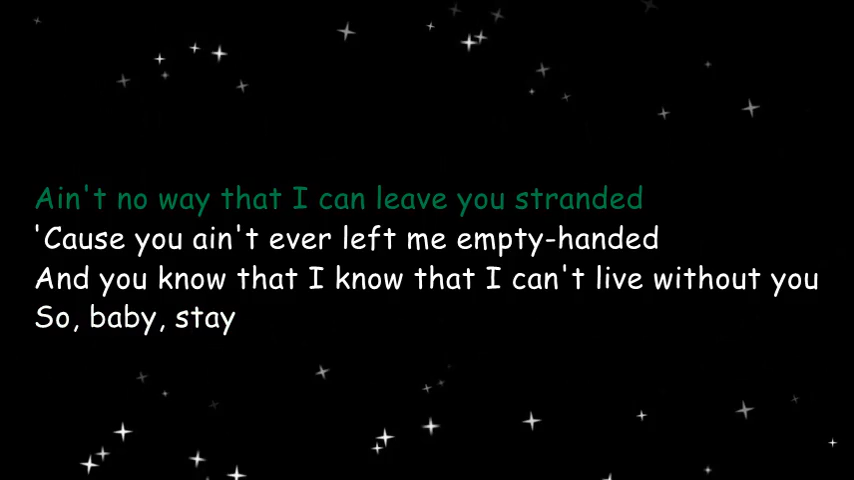 Ain't no way that I can leave you stranded
'Cause you ain't ever left me empty-handed
And you know that I know that I can't live without you
So, baby, stay